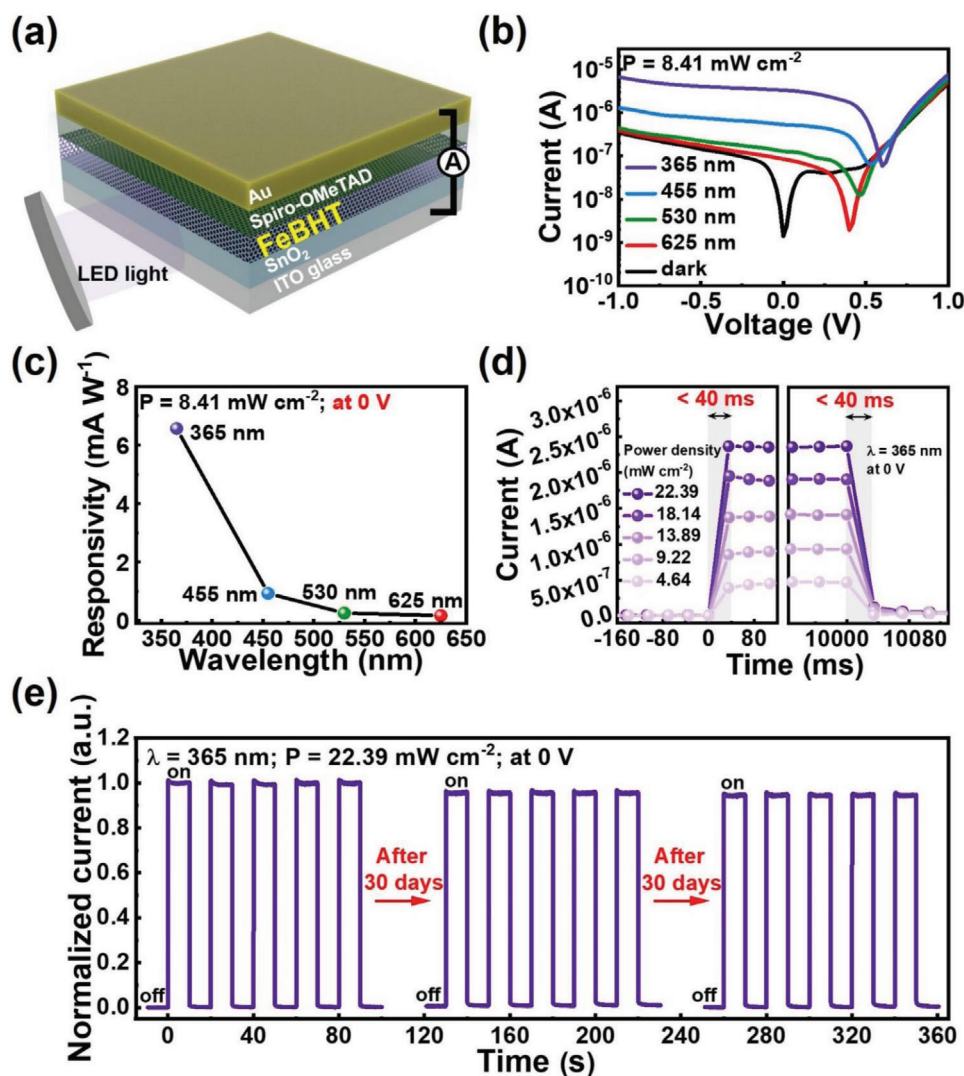 (a)
Au
Spiro-OMeTAD
FeBHT
SnO₂
ITO glass
LED light
A
(b)
P = 8.41 mW cm⁻²
10⁻⁵
10⁻⁶
10⁻⁷
10⁻⁸
10⁻⁹
10⁻¹⁰
Current (A)
365 nm
455 nm
530 nm
625 nm
dark
-1.0 -0.5 0.0 0.5 1.0
Voltage (V)
(c)
Responsivity (mA W⁻¹)
8
6
4
2
0
P = 8.41 mW cm⁻²; at 0 V
365 nm
455 nm
530 nm
625 nm
350 400 450 500 550 600 650
Wavelength (nm)
(d)
Current (A)
3.0x10⁻⁶
2.5x10⁻⁶
2.0x10⁻⁶
1.5x10⁻⁶
1.0x10⁻⁶
5.0x10⁻⁷
0.0
< 40 ms
< 40 ms
Power density
(mW cm⁻²)
22.39
18.14
13.89
9.22
4.64
λ = 365 nm
at 0 V
-160 -80 0 80
10000 10080
Time (ms)
(e)
Normalized current (a.u.)
1.2
1.0
0.8
0.6
0.4
0.2
0.0
λ = 365 nm; P = 22.39 mW cm⁻²; at 0 V
on
on
on
After
30 days
After
30 days
off
off
off
0 40 80 120 160 200 240 280 320 360
Time (s)